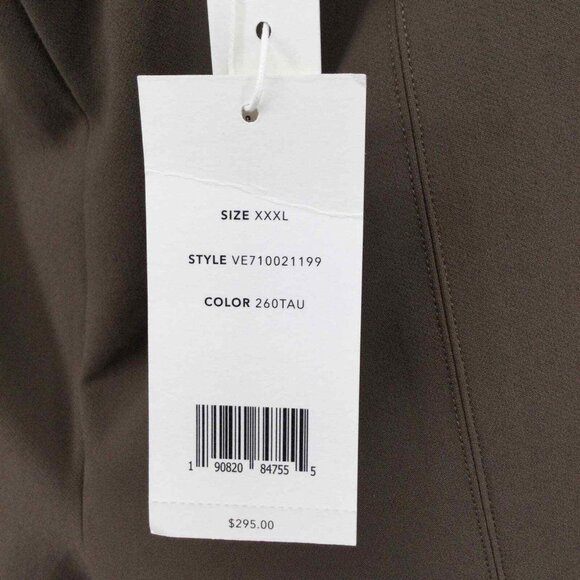 SIZE XXXL
STYLE VE710021199
COLOR 260TAU
1 90820 84755 5
$295.00